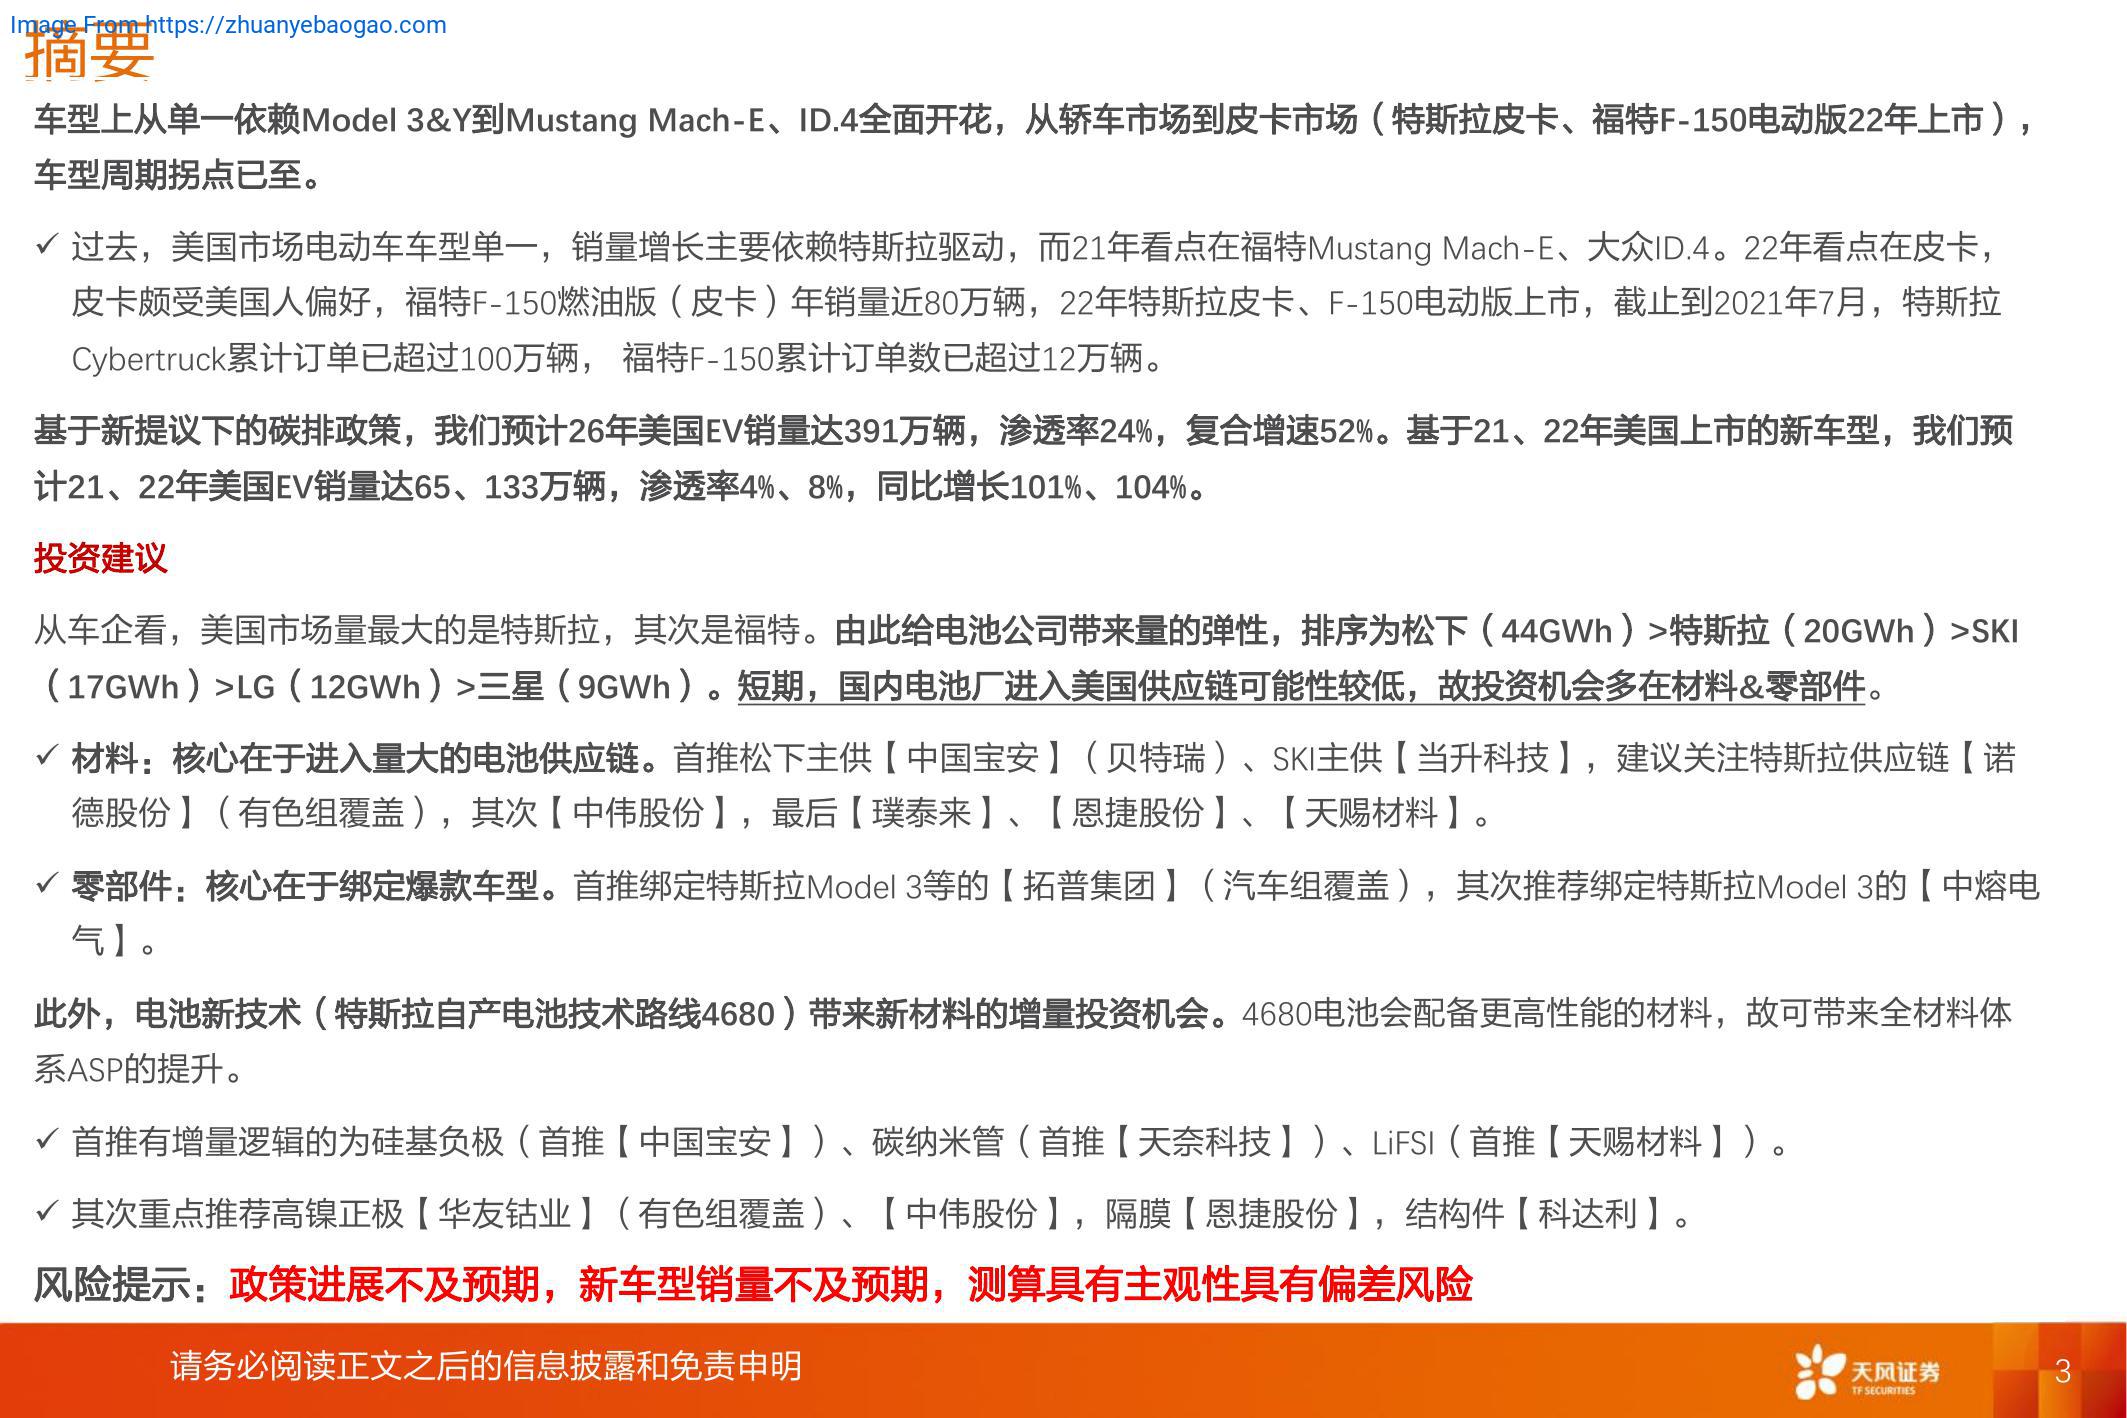 Image From https://zhuanyebaogao.com
摘要
车型上从单一依赖Model 3&Y到Mustang Mach-E、ID.4全面开花，从轿车市场到皮卡市场（特斯拉皮卡、福特F-150电动版22年上市），
车型周期拐点已至。
✓ 过去，美国市场电动车车型单一，销量增长主要依赖特斯拉驱动，而21年看点在福特Mustang Mach-E、大众ID.4。22年看点在皮卡，
皮卡颇受美国人偏好，福特F-150燃油版（皮卡）年销量近80万辆，22年特斯拉皮卡、F-150电动版上市，截止到2021年7月，特斯拉
Cybertruck累计订单已超过100万辆， 福特F-150累计订单数已超过12万辆。
基于新提议下的碳排政策，我们预计26年美国EV销量达391万辆，渗透率24%，复合增速52%。基于21、22年美国上市的新车型，我们预
计21、22年美国EV销量达65、133万辆，渗透率4%、8%，同比增长101%、104%。
投资建议
从车企看，美国市场量最大的是特斯拉，其次是福特。由此给电池公司带来量的弹性，排序为松下（44GWh）>特斯拉（20GWh）>SKI
（17GWh）>LG（12GWh）>三星（9GWh）。短期，国内电池厂进入美国供应链可能性较低，故投资机会多在材料&零部件。
✓ 材料：核心在于进入量大的电池供应链。首推松下主供【中国宝安】（贝特瑞）、SKI主供【当升科技】，建议关注特斯拉供应链【诺
德股份】（有色组覆盖），其次【中伟股份】，最后【璞泰来】、【恩捷股份】、【天赐材料】。
✓ 零部件：核心在于绑定爆款车型。首推绑定特斯拉Model 3等的【拓普集团】（汽车组覆盖），其次推荐绑定特斯拉Model 3的【中熔电
气】。
此外，电池新技术（特斯拉自产电池技术路线4680）带来新材料的增量投资机会。4680电池会配备更高性能的材料，故可带来全材料体
系ASP的提升。
✓ 首推有增量逻辑的为硅基负极（首推【中国宝安】）、碳纳米管（首推【天奈科技】）、LiFSI（首推【天赐材料】）。
✓ 其次重点推荐高镍正极【华友钴业】（有色组覆盖）、【中伟股份】，隔膜【恩捷股份】，结构件【科达利】。
风险提示：政策进展不及预期，新车型销量不及预期，测算具有主观性具有偏差风险
请务必阅读正文之后的信息披露和免责申明
天风证券
TF SECURITIES
3